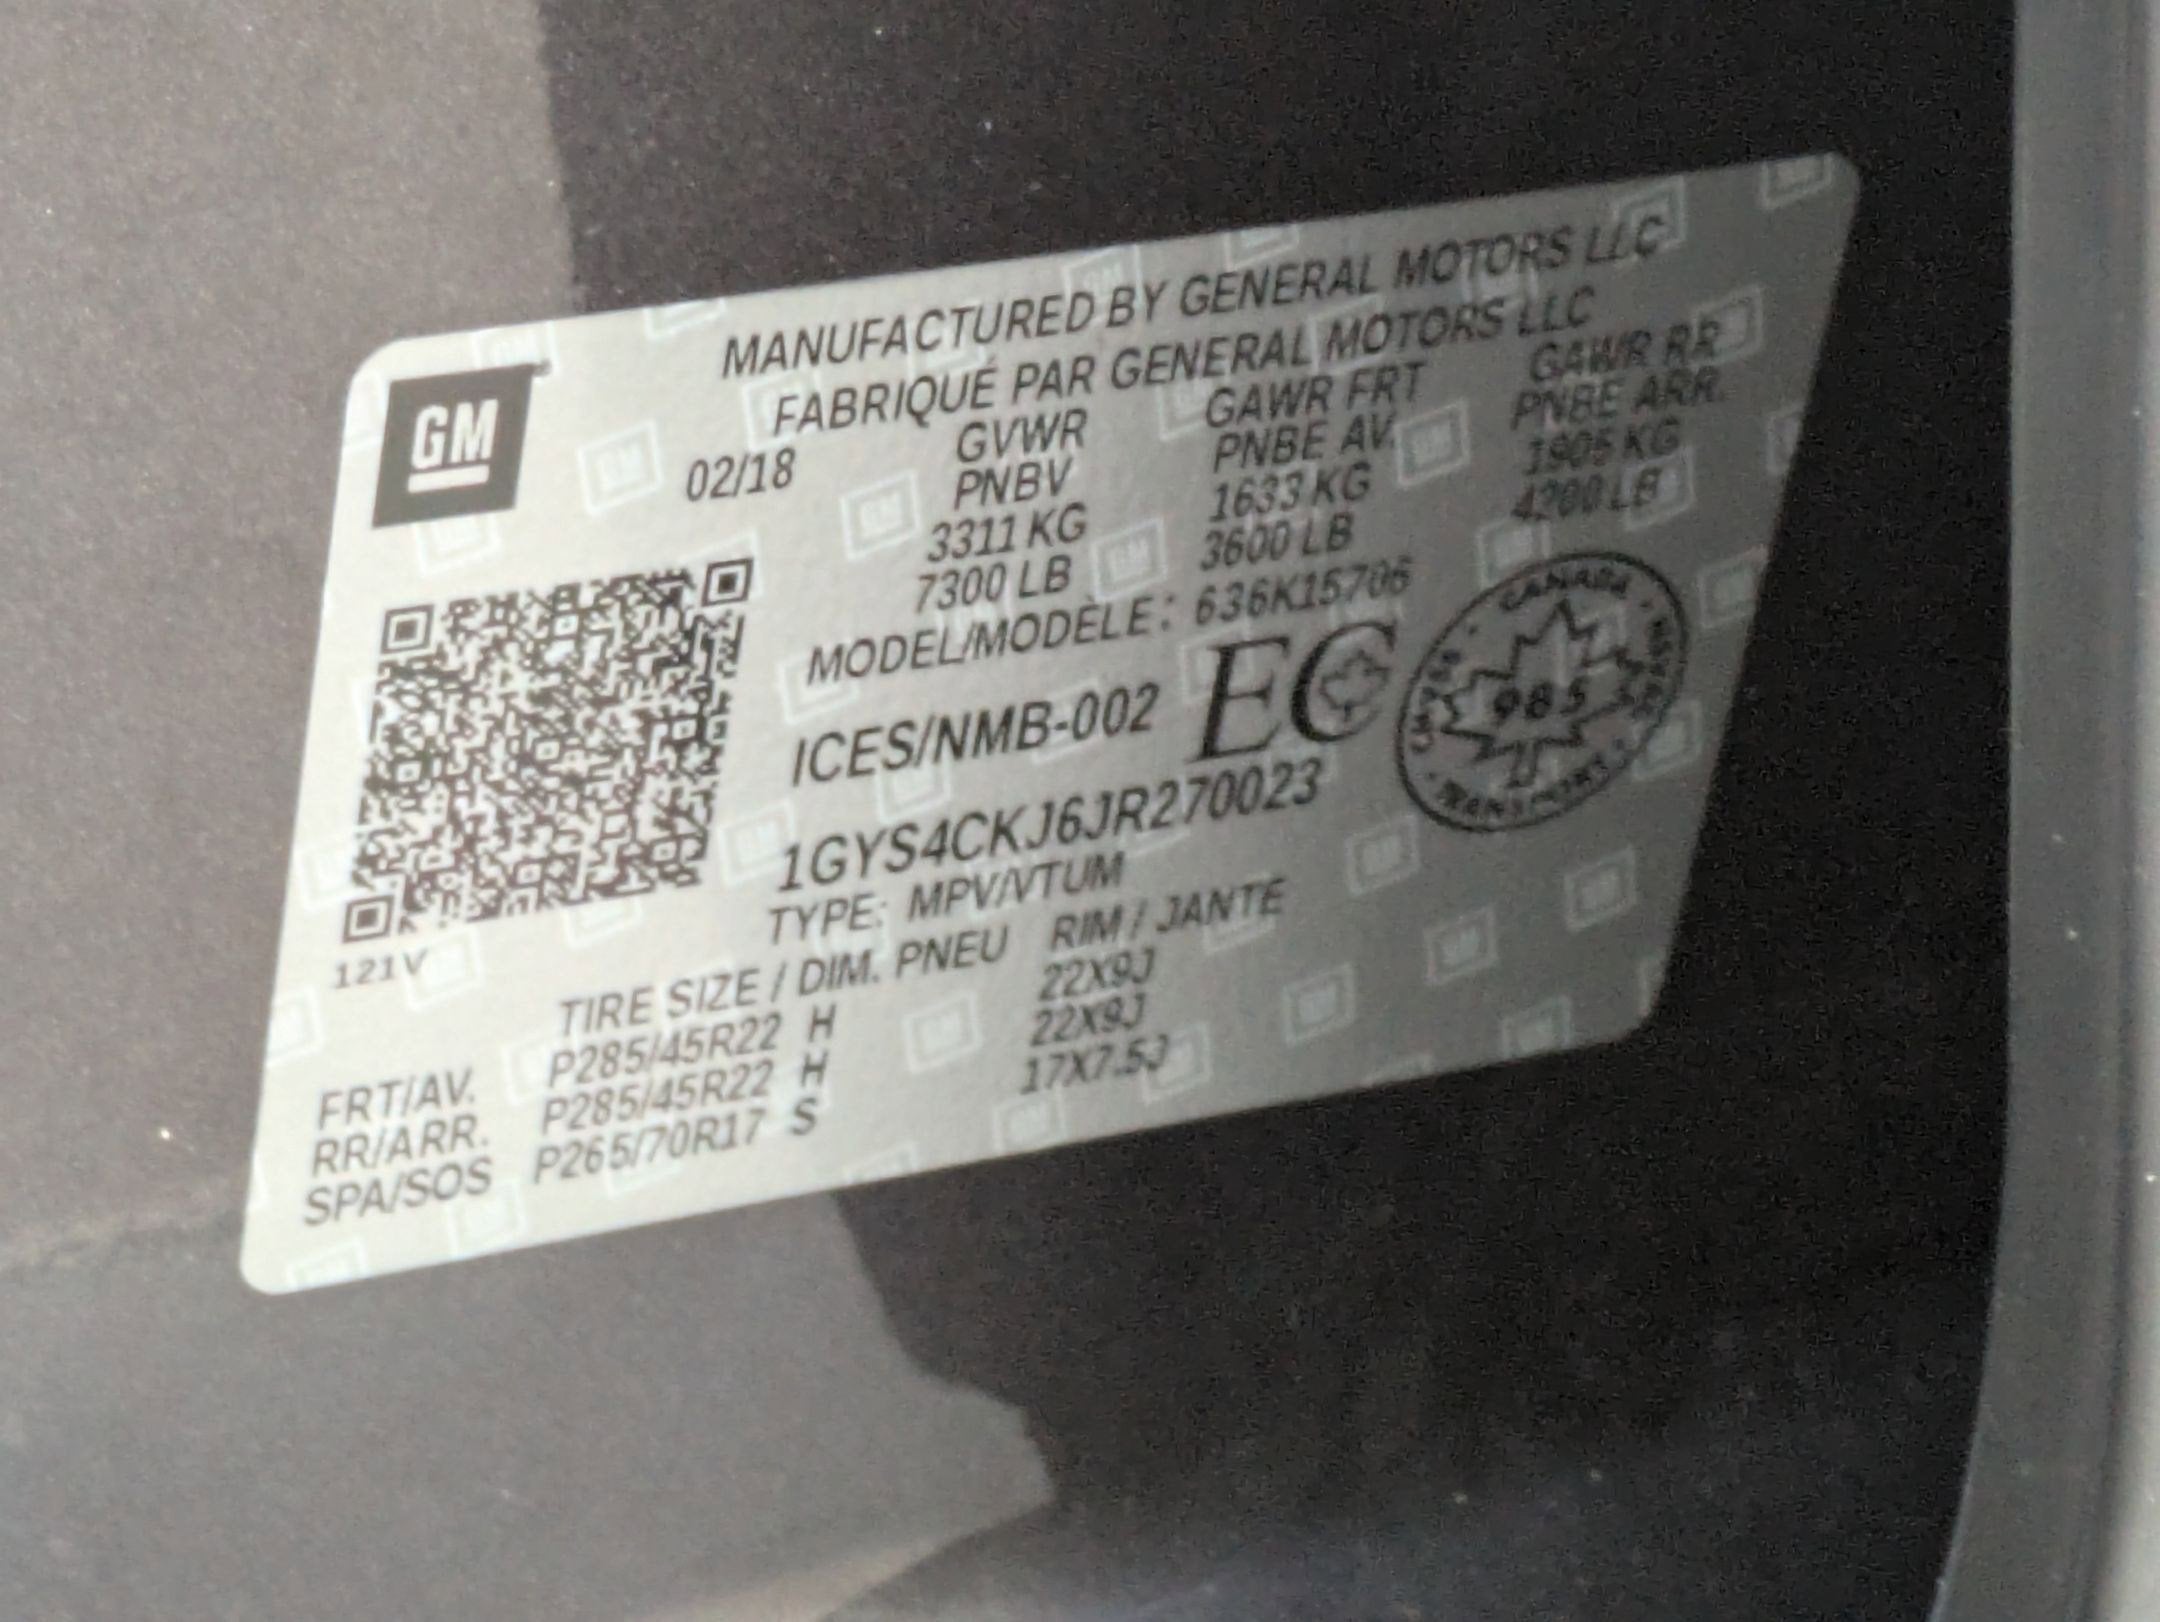 GM
MANUFACTURED BY GENERAL MOTORS LLC
FABRIQUÉ PAR GENERAL MOTORS LLC
02/18
GVWR GAWR FRT GAWR RR
PNBV PNBE AV. PNBE ARR.
3311 KG 1633 KG 1905 KG
7300 LB 3600 LB 4200 LB
MODEL/MODÈLE: 636K15706
ICES/NMB-002 EC
CANADA
985
TRANSPORT
1GYS4CKJ6JR270023
TYPE: MPV/VTUM
121V
TIRE SIZE / DIM. PNEU RIM / JANTE
FRT/AV. P285/45R22 H 22X9J
RR/ARR. P285/45R22 H 22X9J
SPA/SOS P265/70R17 S 17X7.5J